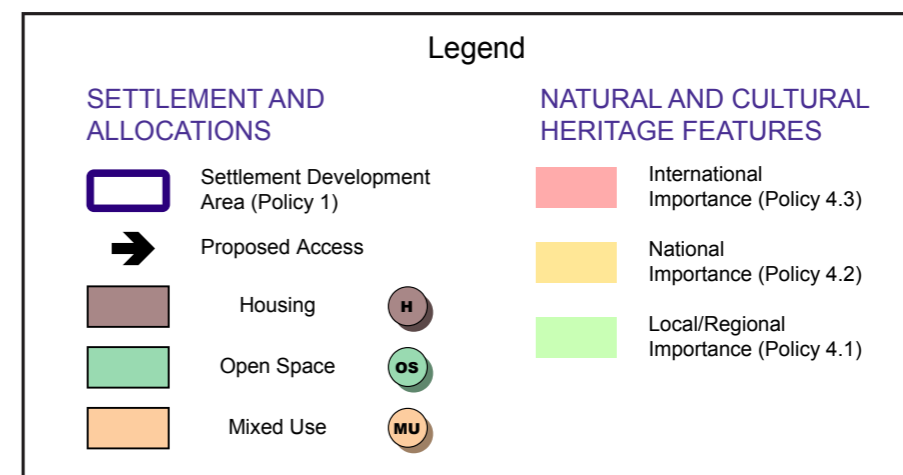 Legend
SETTLEMENT AND
ALLOCATIONS
Settlement Development
Area (Policy 1)
Proposed Access
Housing
H
Open Space
OS
Mixed Use
MU
NATURAL AND CULTURAL
HERITAGE FEATURES
International
Importance (Policy 4.3)
National
Importance (Policy 4.2)
Local/Regional
Importance (Policy 4.1)